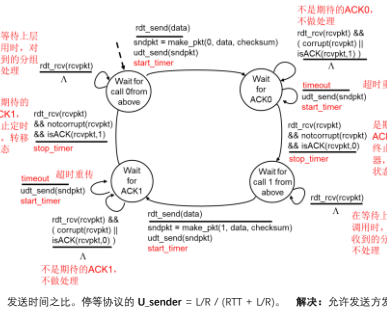 不是期待的ACK0，
不做处理
等待上层
用时，对
到的分组
处理
rdt_send(data)
sndpkt = make_pkt(0, data, checksum)
udt_send(sndpkt)
start_timer
rdt_rcv(rcvpkt) &&
( corrupt(rcvpkt) ||
isACK(rcvpkt,1) )
Λ
rdt_rcv(rcvpkt)
Λ
Wait for
call 0from
above
Wait
for
ACK0
timeout 超时重
udt_send(sndpkt)
start_timer
期待的
CK1，
止定时
，转移
态
rdt_rcv(rcvpkt)
&& notcorrupt(rcvpkt)
&& isACK(rcvpkt,1)
stop_timer
rdt_rcv(rcvpkt)
&& notcorrupt(rcvpkt)
&& isACK(rcvpkt,0)
stop_timer
是期
ACK
终止
器，
状态
timeout 超时重传
udt_send(sndpkt)
start_timer
Wait
for
ACK1
Wait for
call 1 from
above
rdt_rcv(rcvpkt)
Λ
rdt_rcv(rcvpkt) &&
( corrupt(rcvpkt) ||
isACK(rcvpkt,0) )
Λ
rdt_send(data)
sndpkt = make_pkt(1, data, checksum)
udt_send(sndpkt)
start_timer
在等待上
调用时，
收到的分
不处理
不是期待的ACK1，
不做处理
发送时间之比。停等协议的 U_sender = L/R / (RTT + L/R)。 解决：允许发送方发